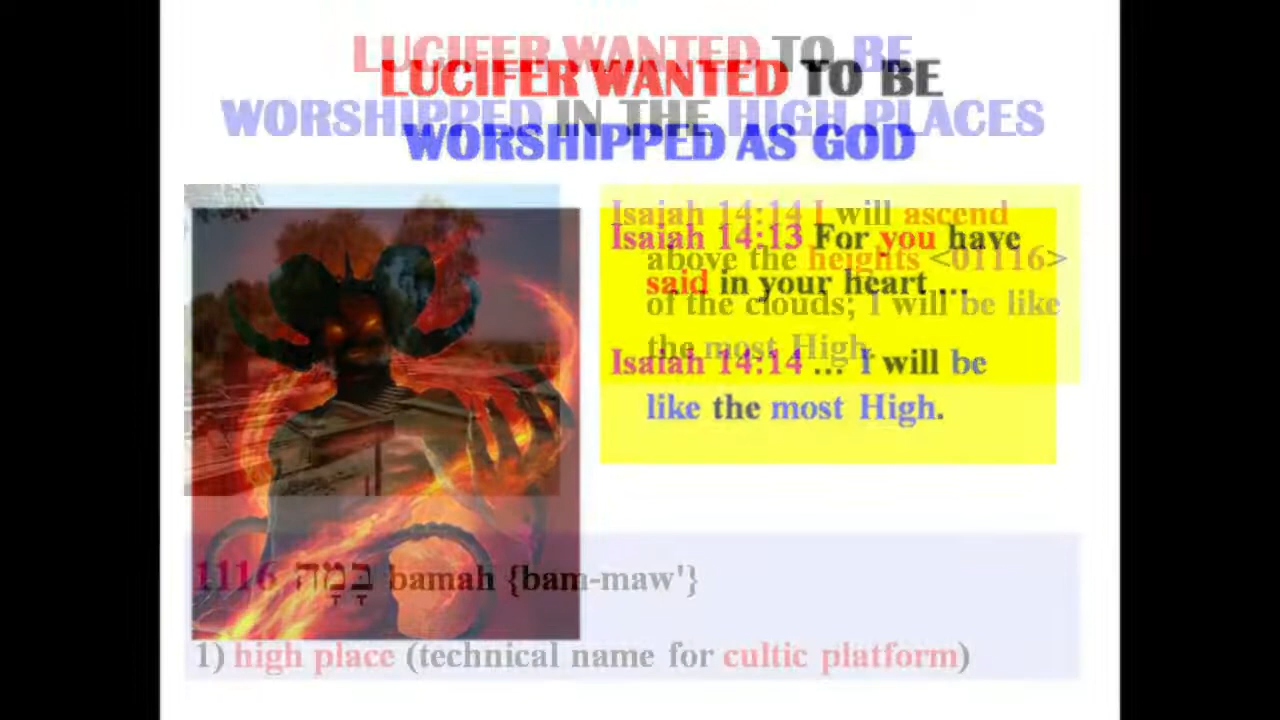 LUCIFER WANTED TO BE
WORSHIPPED IN THE HIGH PLACES
LUCIFER WANTED TO BE
WORSHIPPED AS GOD
Isaiah 14:14 I will ascend
above the heights <01116>
of the clouds; I will be like
the most High.
Isaiah 14:13 For you have
said in your heart ...
Isaiah 14:14 ... I will be
like the most High.
1116 בָּמָה bamah {bam-maw'}
1) high place (technical name for cultic platform)